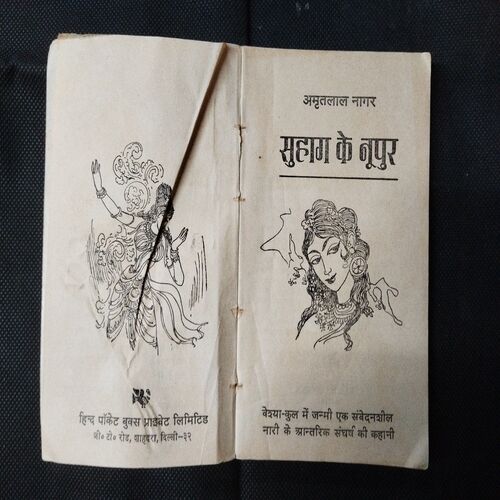 हिन्द पॉकेट बुक्स प्राइवेट लिमिटिड
जी० टी० रोड, शाहदरा, दिल्ली-३२
अमृतलाल नागर
सुहाग के नूपुर
वेश्या-कुल में जन्मी एक संवेदनशील
नारी के आन्तरिक संघर्ष की कहानी